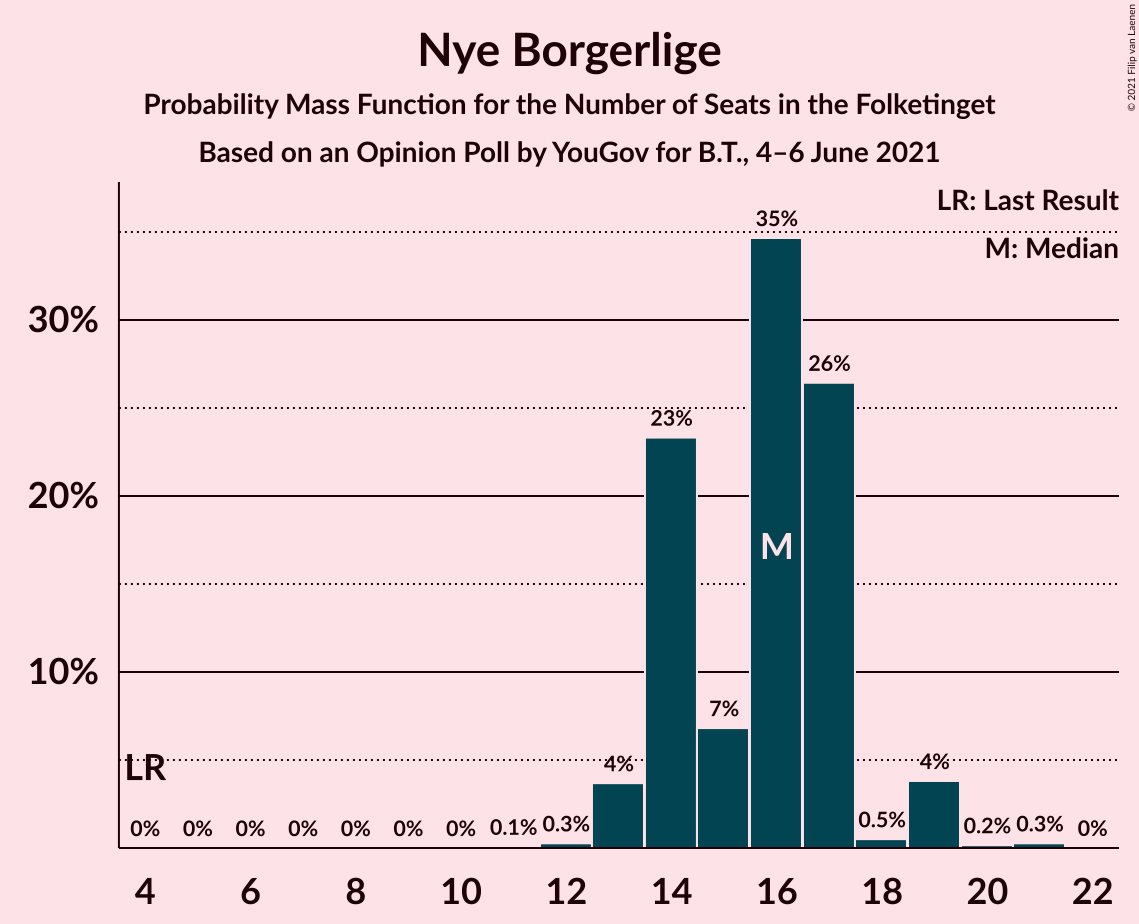 Nye Borgerlige
Probability Mass Function for the Number of Seats in the Folketinget
Based on an Opinion Poll by YouGov for B.T., 4–6 June 2021
© 2021 Filip van Laenen
LR: Last Result
M: Median
30%
20%
10%
LR
M
0% 0% 0% 0% 0% 0% 0% 0.1% 0.3% 4% 23% 7% 35% 26% 0.5% 4% 0.2% 0.3% 0%
4 6 8 10 12 14 16 18 20 22